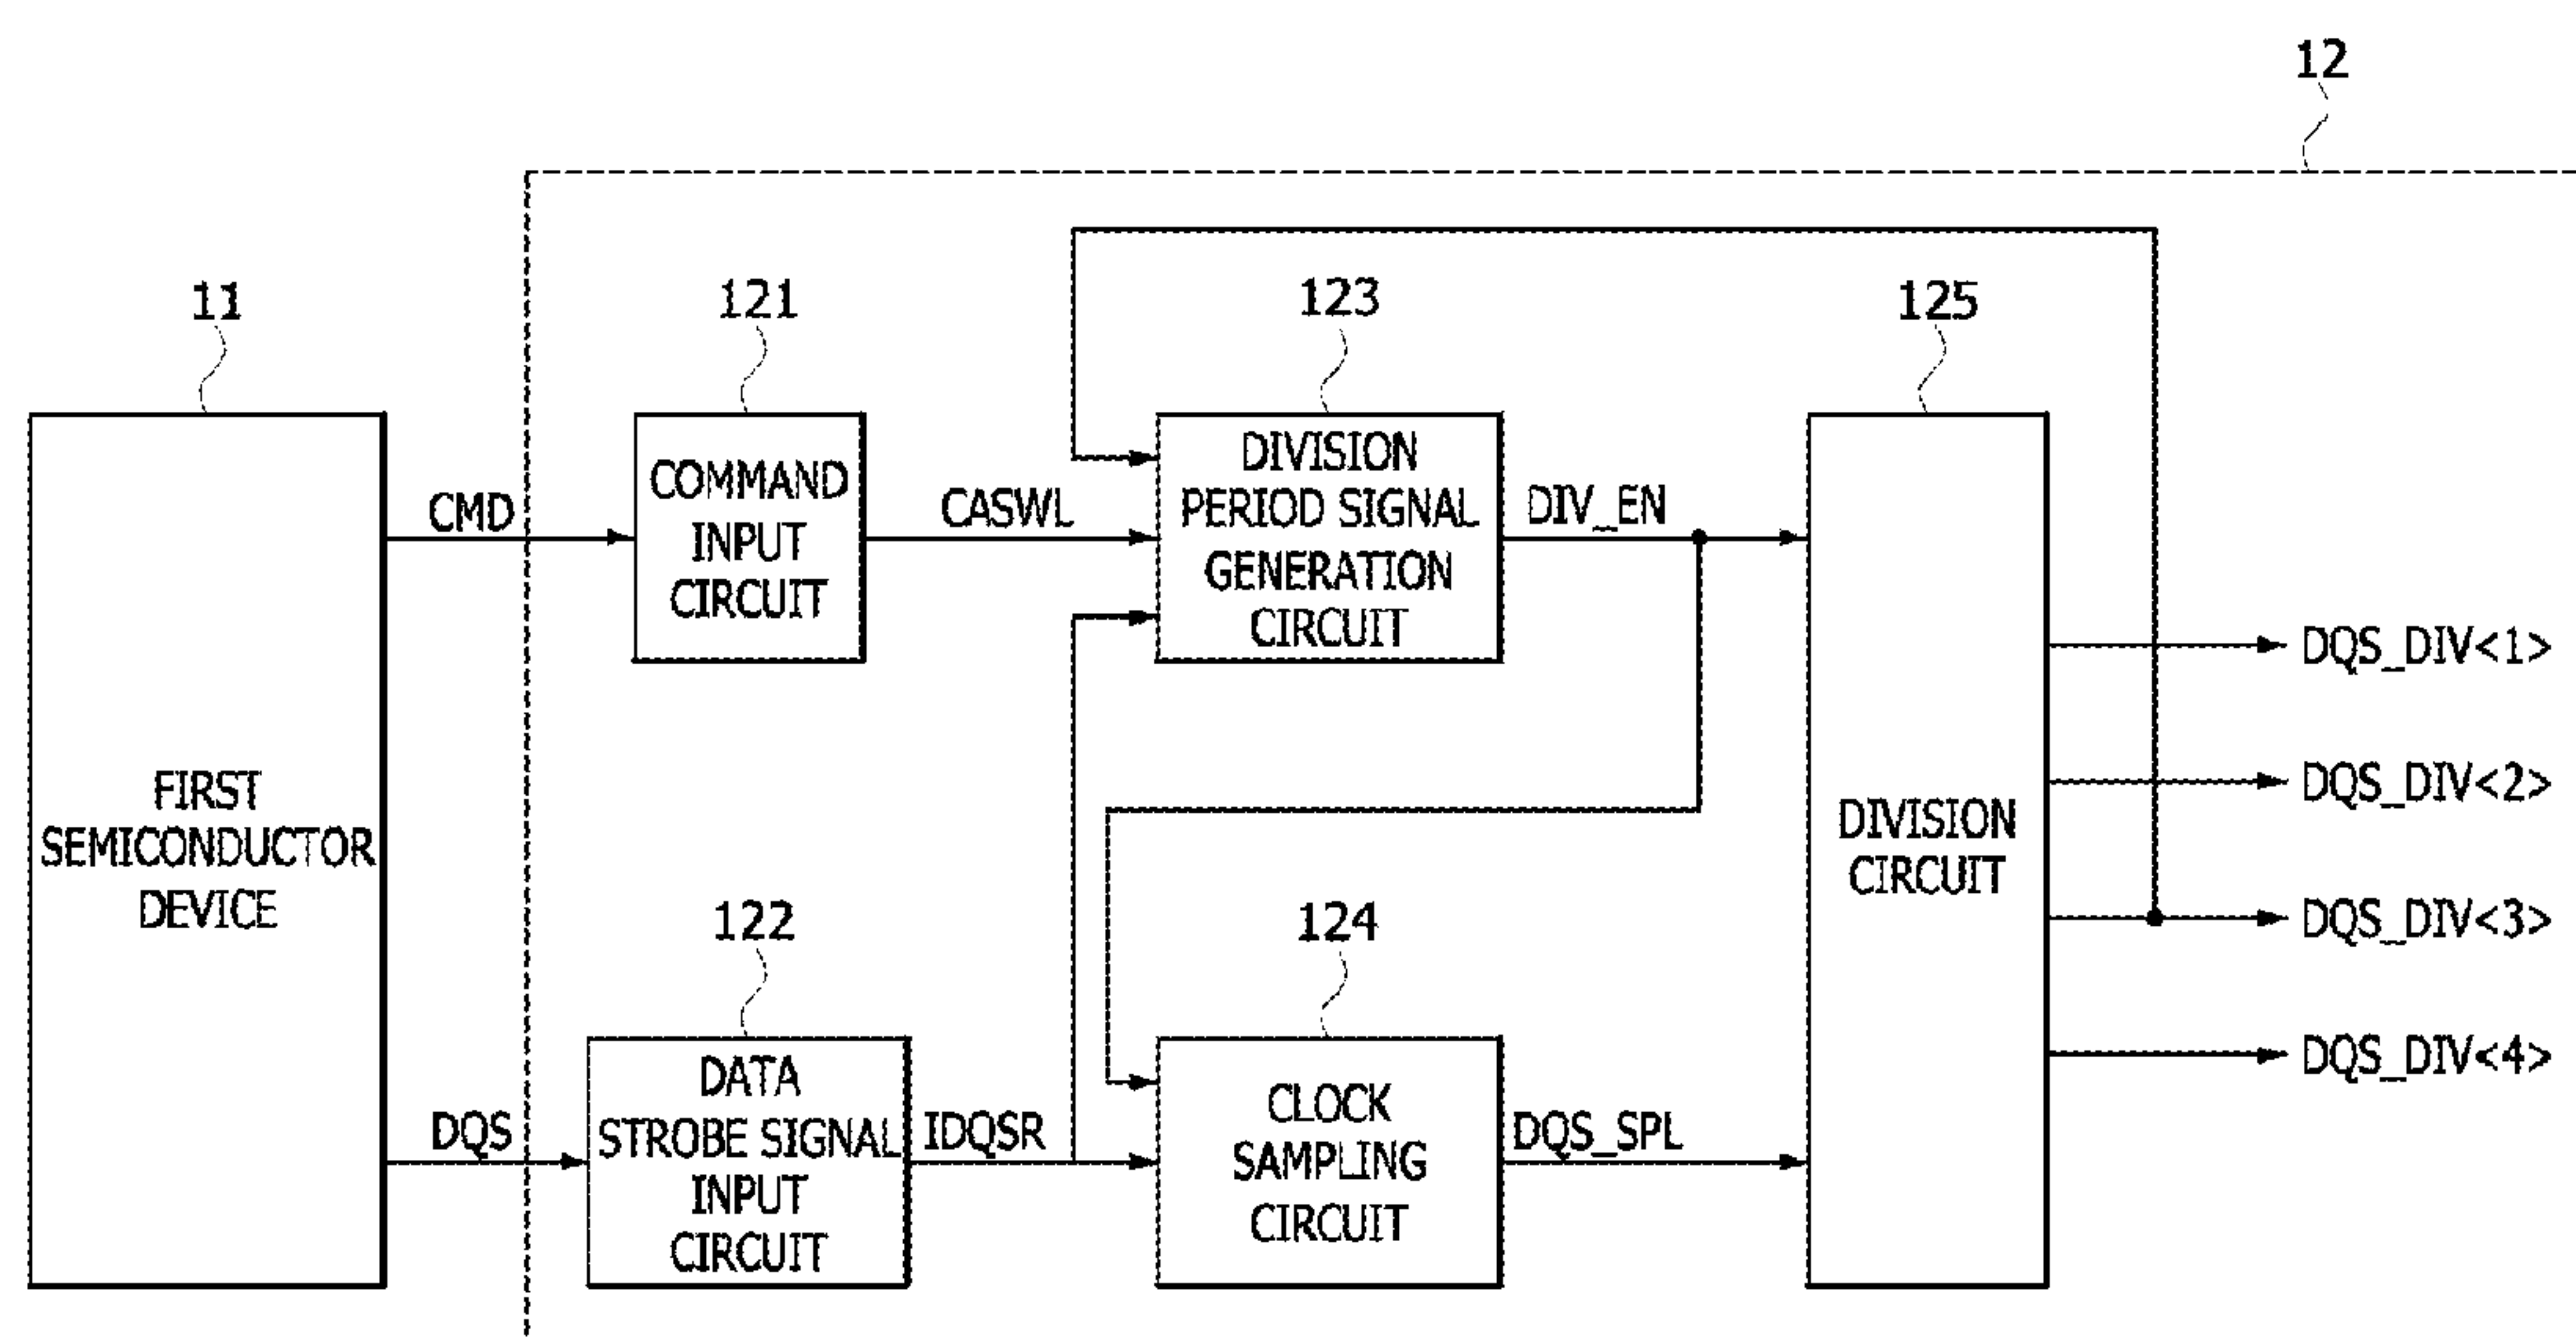 12
11
121
123
125
CMD
COMMAND
INPUT
CIRCUIT
CASWL
DIVISION
PERIOD SIGNAL
GENERATION
CIRCUIT
DIV_EN
DQS_DIV<1>
DQS_DIV<2>
DQS_DIV<3>
DQS_DIV<4>
FIRST
SEMICONDUCTOR
DEVICE
DIVISION
CIRCUIT
122
124
DQS
DATA
STROBE SIGNAL
INPUT
CIRCUIT
IDQSR
CLOCK
SAMPLING
CIRCUIT
DQS_SPL